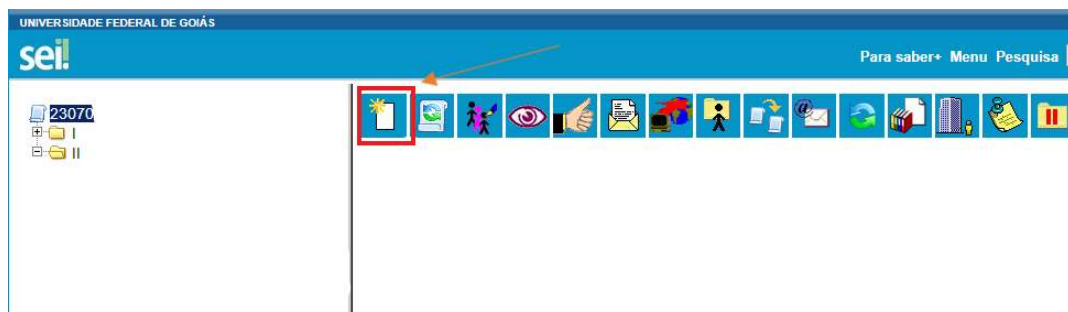 UNIVERSIDADE FEDERAL DE GOIÁS
sei!
Para saber+ Menu Pesquisa
23070
I
II